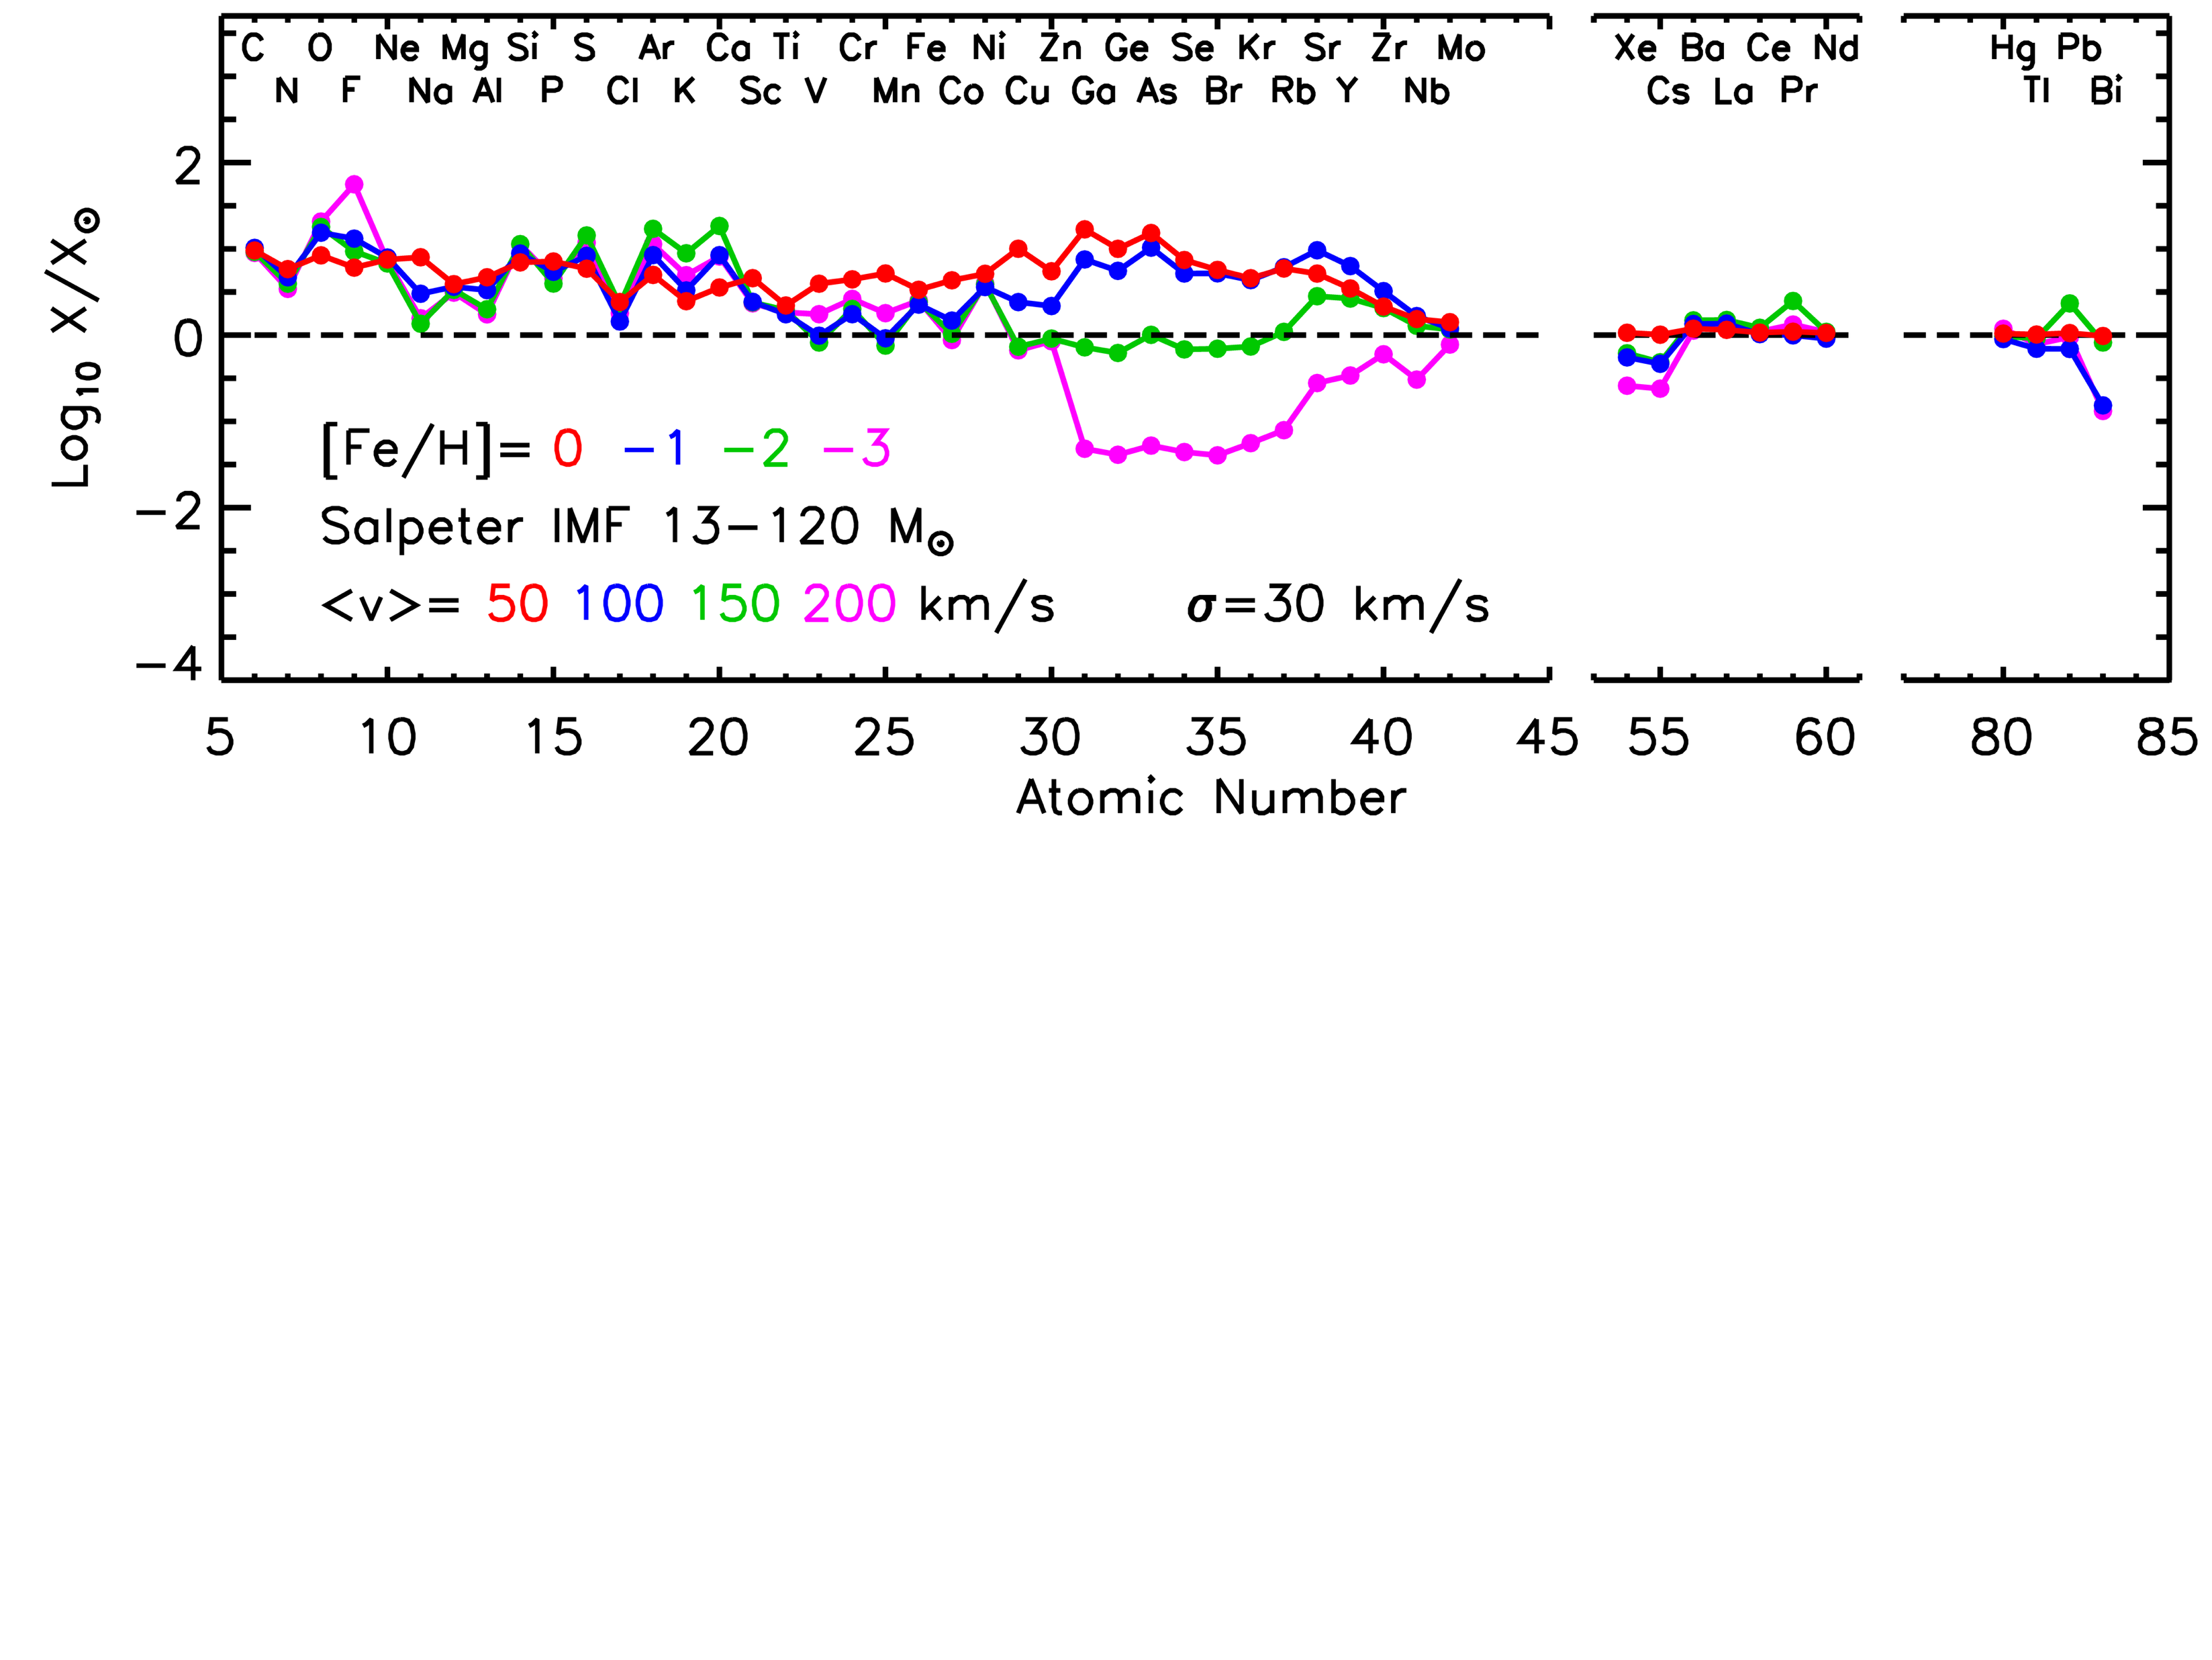 C O Ne Mg Si S Ar Ca Ti Cr Fe Ni Zn Ge Se Kr Sr Zr Mo Xe Ba Ce Nd Hg Pb
N F Na Al P Cl K Sc V Mn Co Cu Ga As Br Rb Y Nb Cs La Pr Tl Bi
2
0
−2
−4
Log₁₀ X/X⊙
[Fe/H]= 0 −1 −2 −3
Salpeter IMF 13−120 M⊙
<v>= 50 100 150 200 km/s σ=30 km/s
5 10 15 20 25 30 35 40 45 55 60 80 85
Atomic Number